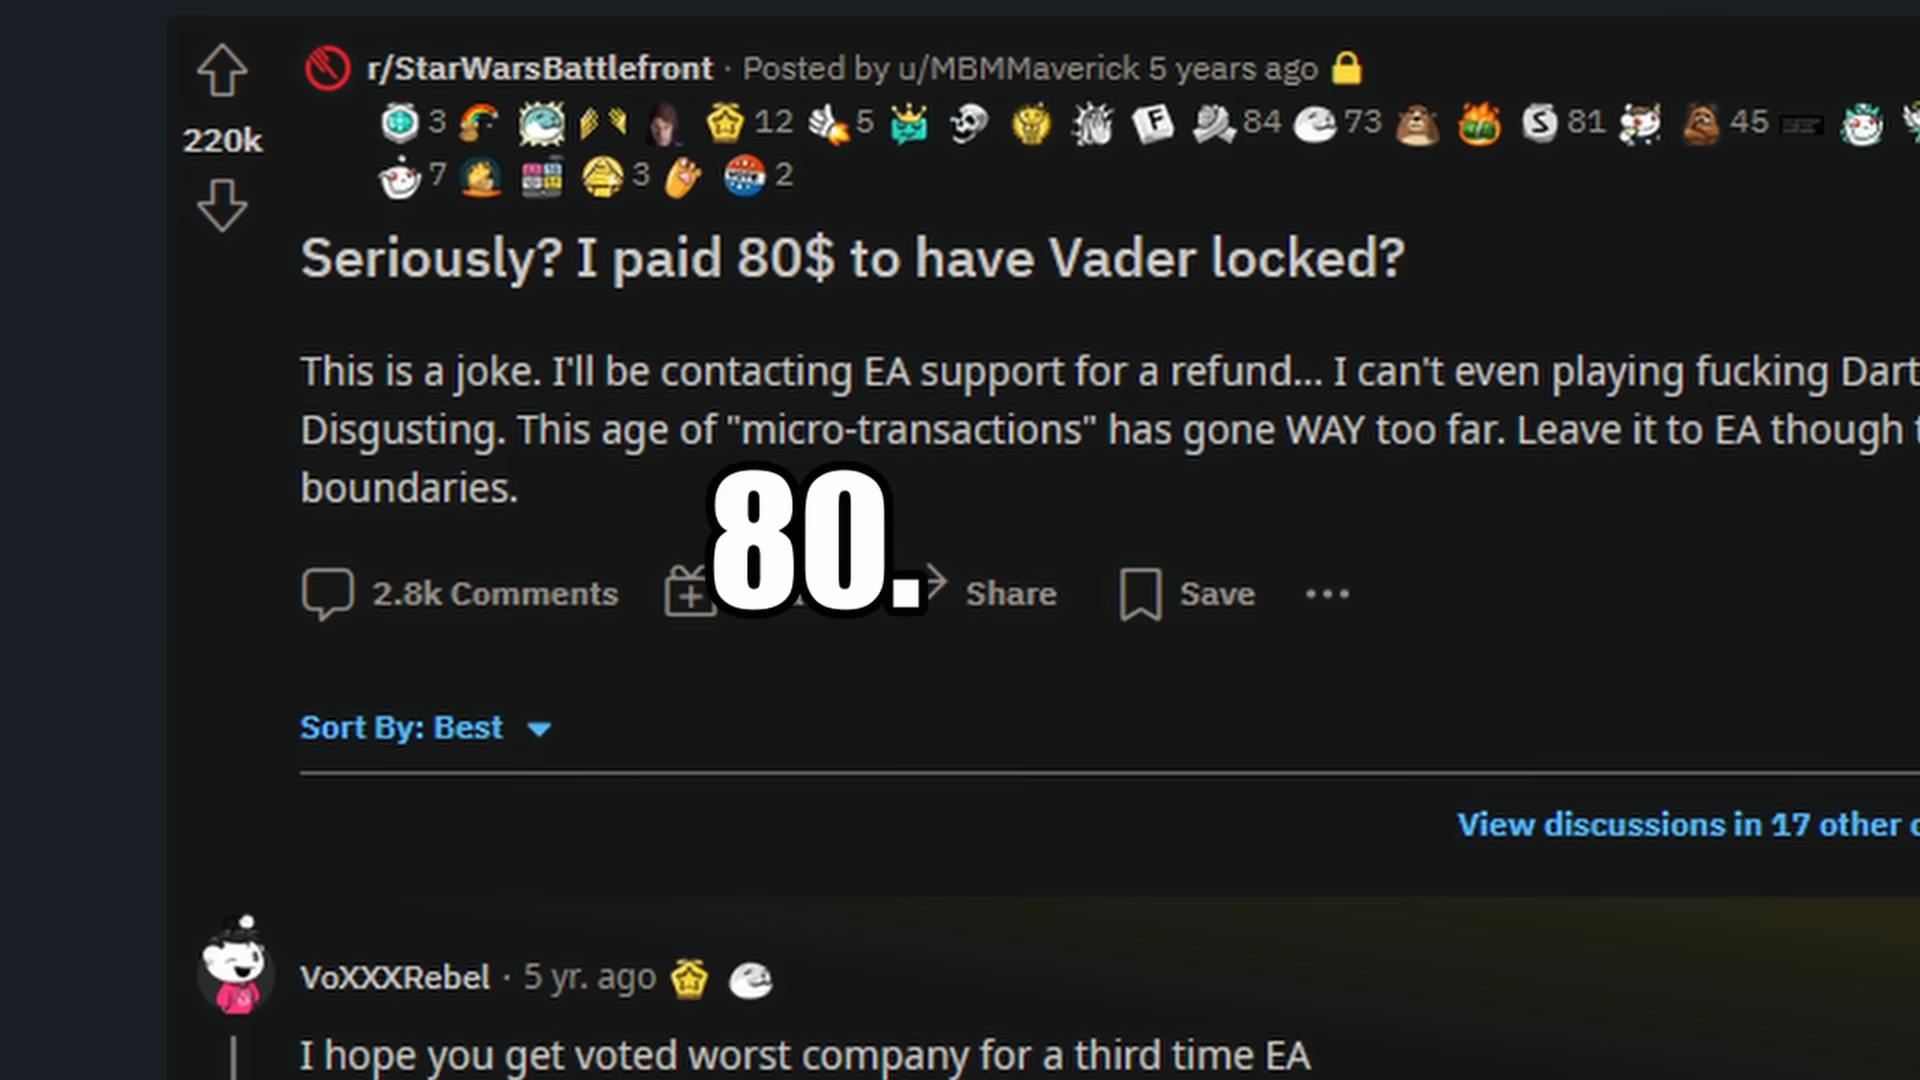 r/StarWarsBattlefront · Posted by u/MBMMaverick 5 years ago
220k
3 12 5 F 84 73 S 81 45
7 3 VOTE 2
Seriously? I paid 80$ to have Vader locked?
This is a joke. I'll be contacting EA support for a refund... I can't even playing fucking Dart
Disgusting. This age of "micro-transactions" has gone WAY too far. Leave it to EA though t
boundaries.
80.
2.8k Comments Share Save
Sort By: Best
View discussions in 17 other c
VoXXXRebel · 5 yr. ago
I hope you get voted worst company for a third time EA